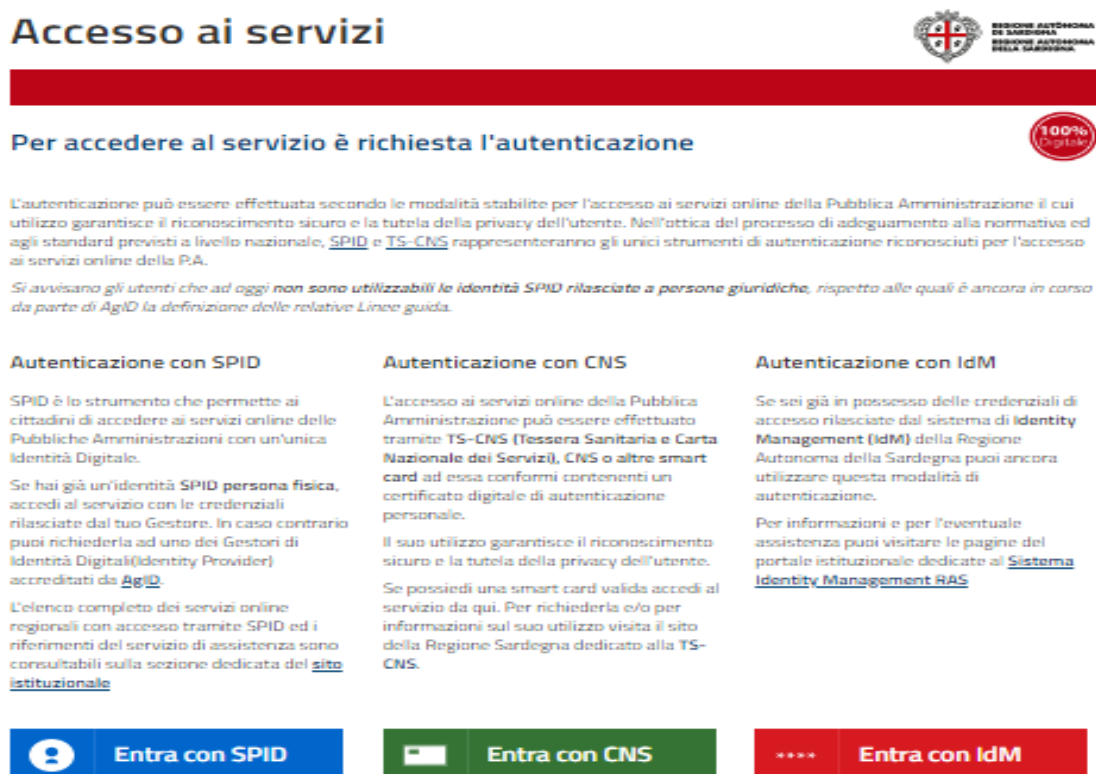 Accesso ai servizi
REGIONE AUTÒNOMA
DE SARDIGNA
REGIONE AUTONOMA
DELLA SARDEGNA
Per accedere al servizio è richiesta l'autenticazione
100%
Digitale
L'autenticazione può essere effettuata secondo le modalità stabilite per l'accesso ai servizi online della Pubblica Amministrazione il cui
utilizzo garantisce il riconoscimento sicuro e la tutela della privacy dell'utente. Nell'ottica del processo di adeguamento alla normativa ed
agli standard previsti a livello nazionale, SPID e TS-CNS rappresenteranno gli unici strumenti di autenticazione riconosciuti per l'accesso
ai servizi online della P.A.
Si avvisano gli utenti che ad oggi non sono utilizzabili le identità SPID rilasciate a persone giuridiche, rispetto alle quali è ancora in corso
da parte di AgID la definizione delle relative Linee guida.
Autenticazione con SPID
SPID è lo strumento che permette ai
cittadini di accedere ai servizi online delle
Pubbliche Amministrazioni con un'unica
Identità Digitale.
Se hai già un'identità SPID persona fisica,
accedi al servizio con le credenziali
rilasciate dal tuo Gestore. In caso contrario
puoi richiederla ad uno dei Gestori di
Identità Digitali(Identity Provider)
accreditati da AgID.
L'elenco completo dei servizi online
regionali con accesso tramite SPID ed i
riferimenti del servizio di assistenza sono
consultabili sulla sezione dedicata del sito
istituzionale
Entra con SPID
Autenticazione con CNS
L'accesso ai servizi online della Pubblica
Amministrazione può essere effettuato
tramite TS-CNS (Tessera Sanitaria e Carta
Nazionale dei Servizi), CNS o altre smart
card ad essa conformi contenenti un
certificato digitale di autenticazione
personale.
Il suo utilizzo garantisce il riconoscimento
sicuro e la tutela della privacy dell'utente.
Se possiedi una smart card valida accedi al
servizio da qui. Per richiederla e/o per
informazioni sul suo utilizzo visita il sito
della Regione Sardegna dedicato alla TS-
CNS.
Entra con CNS
Autenticazione con IdM
Se sei già in possesso delle credenziali di
accesso rilasciate dal sistema di Identity
Management (IdM) della Regione
Autonoma della Sardegna puoi ancora
utilizzare questa modalità di
autenticazione.
Per informazioni e per l'eventuale
assistenza puoi visitare le pagine del
portale istituzionale dedicate al Sistema
Identity Management RAS
**** Entra con IdM